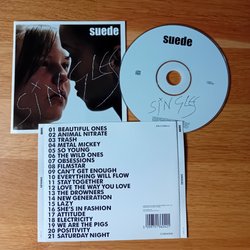 suede
SINGLES
suede
SINGLES
01 BEAUTIFUL ONES
02 ANIMAL NITRATE
03 TRASH
04 METAL MICKEY
05 SO YOUNG
06 THE WILD ONES
07 OBSESSIONS
08 FILMSTAR
09 CAN'T GET ENOUGH
10 EVERYTHING WILL FLOW
11 STAY TOGETHER
12 LOVE THE WAY YOU LOVE
13 THE DROWNERS
14 NEW GENERATION
15 LAZY
16 SHE'S IN FASHION
17 ATTITUDE
18 ELECTRICITY
19 WE ARE THE PIGS
20 POSITIVITY
21 SATURDAY NIGHT